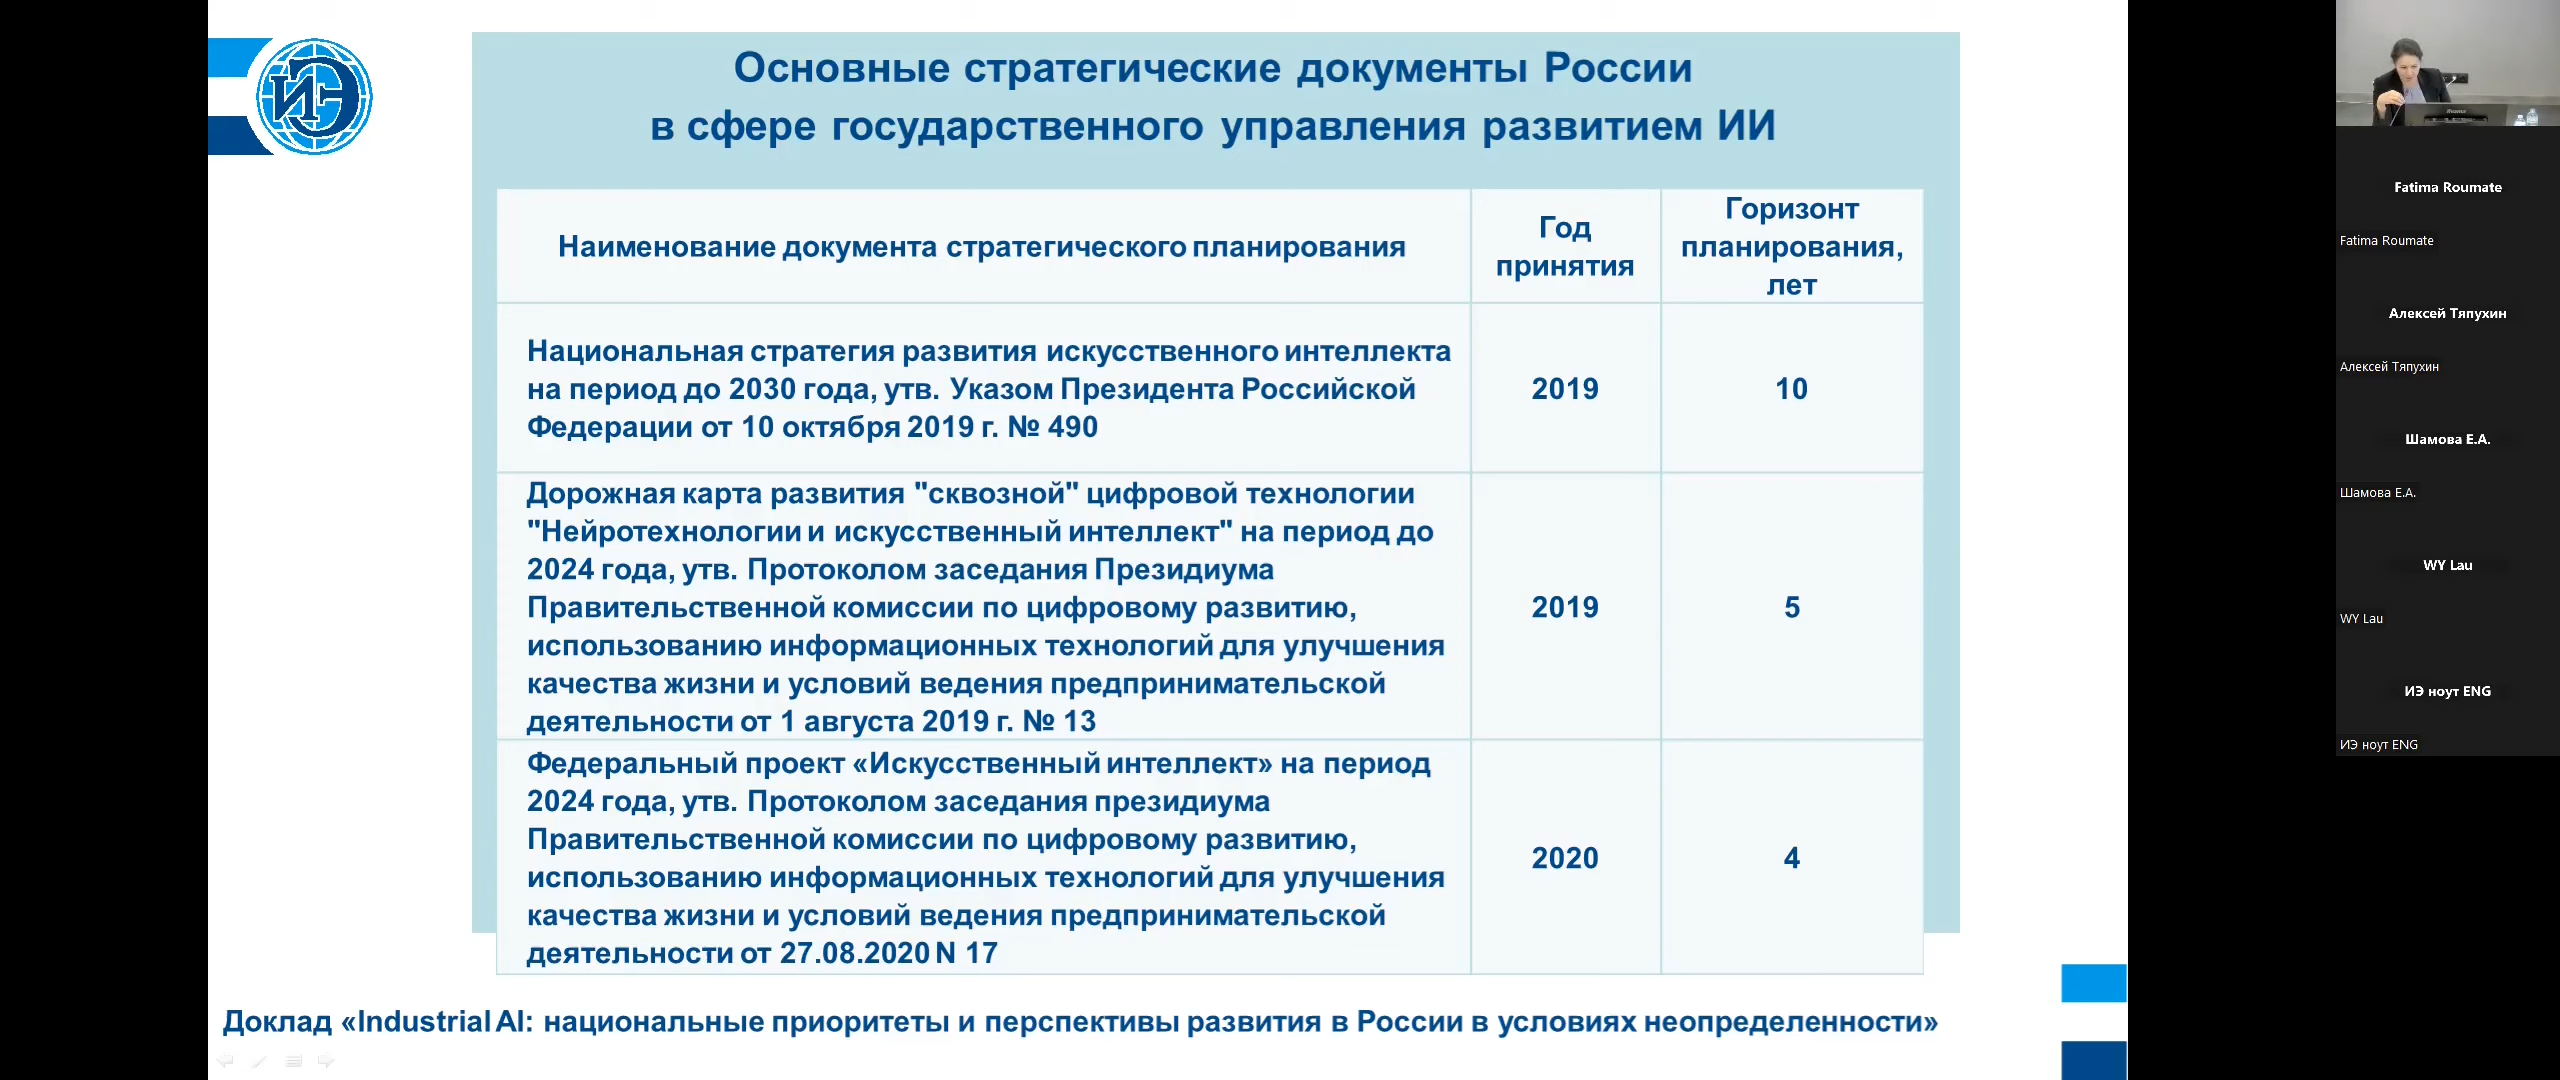 ИЭ
Основные стратегические документы России
в сфере государственного управления развитием ИИ
Наименование документа стратегического планирования
Год
принятия
Горизонт
планирования,
лет
Национальная стратегия развития искусственного интеллекта
на период до 2030 года, утв. Указом Президента Российской
Федерации от 10 октября 2019 г. № 490
2019
10
Дорожная карта развития "сквозной" цифровой технологии
"Нейротехнологии и искусственный интеллект" на период до
2024 года, утв. Протоколом заседания Президиума
Правительственной комиссии по цифровому развитию,
использованию информационных технологий для улучшения
качества жизни и условий ведения предпринимательской
деятельности от 1 августа 2019 г. № 13
2019
5
Федеральный проект «Искусственный интеллект» на период
2024 года, утв. Протоколом заседания президиума
Правительственной комиссии по цифровому развитию,
использованию информационных технологий для улучшения
качества жизни и условий ведения предпринимательской
деятельности от 27.08.2020 N 17
2020
4
Доклад «Industrial AI: национальные приоритеты и перспективы развития в России в условиях неопределенности»
Fatima Roumate
Fatima Roumate
Алексей Тяпухин
Алексей Тяпухин
Шамова Е.А.
Шамова Е.А.
WY Lau
WY Lau
ИЭ ноут ENG
ИЭ ноут ENG